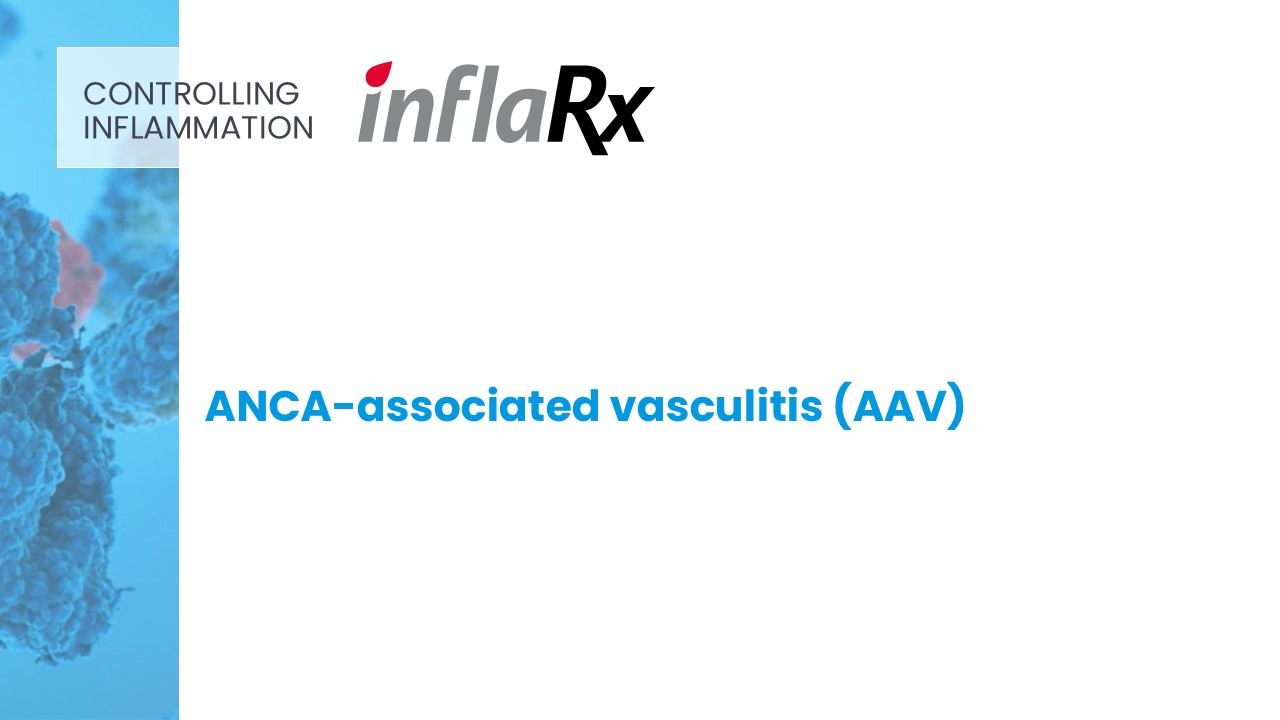 CONTROLLING
INFLAMMATION
inflaRx
ANCA-associated vasculitis (AAV)